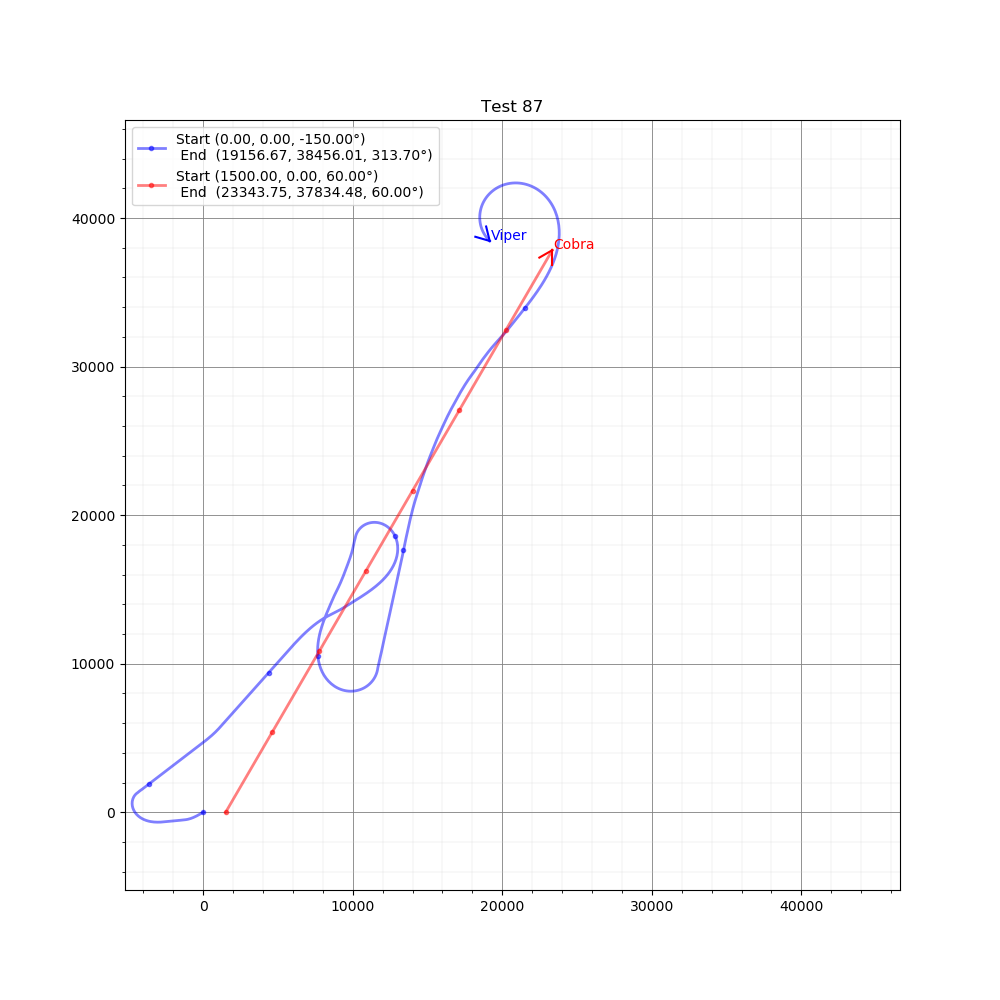 Test 87
Start (0.00, 0.00, -150.00°)
End (19156.67, 38456.01, 313.70°)
Start (1500.00, 0.00, 60.00°)
End (23343.75, 37834.48, 60.00°)
Viper
Cobra
40000
30000
20000
10000
0
0
10000
20000
30000
40000